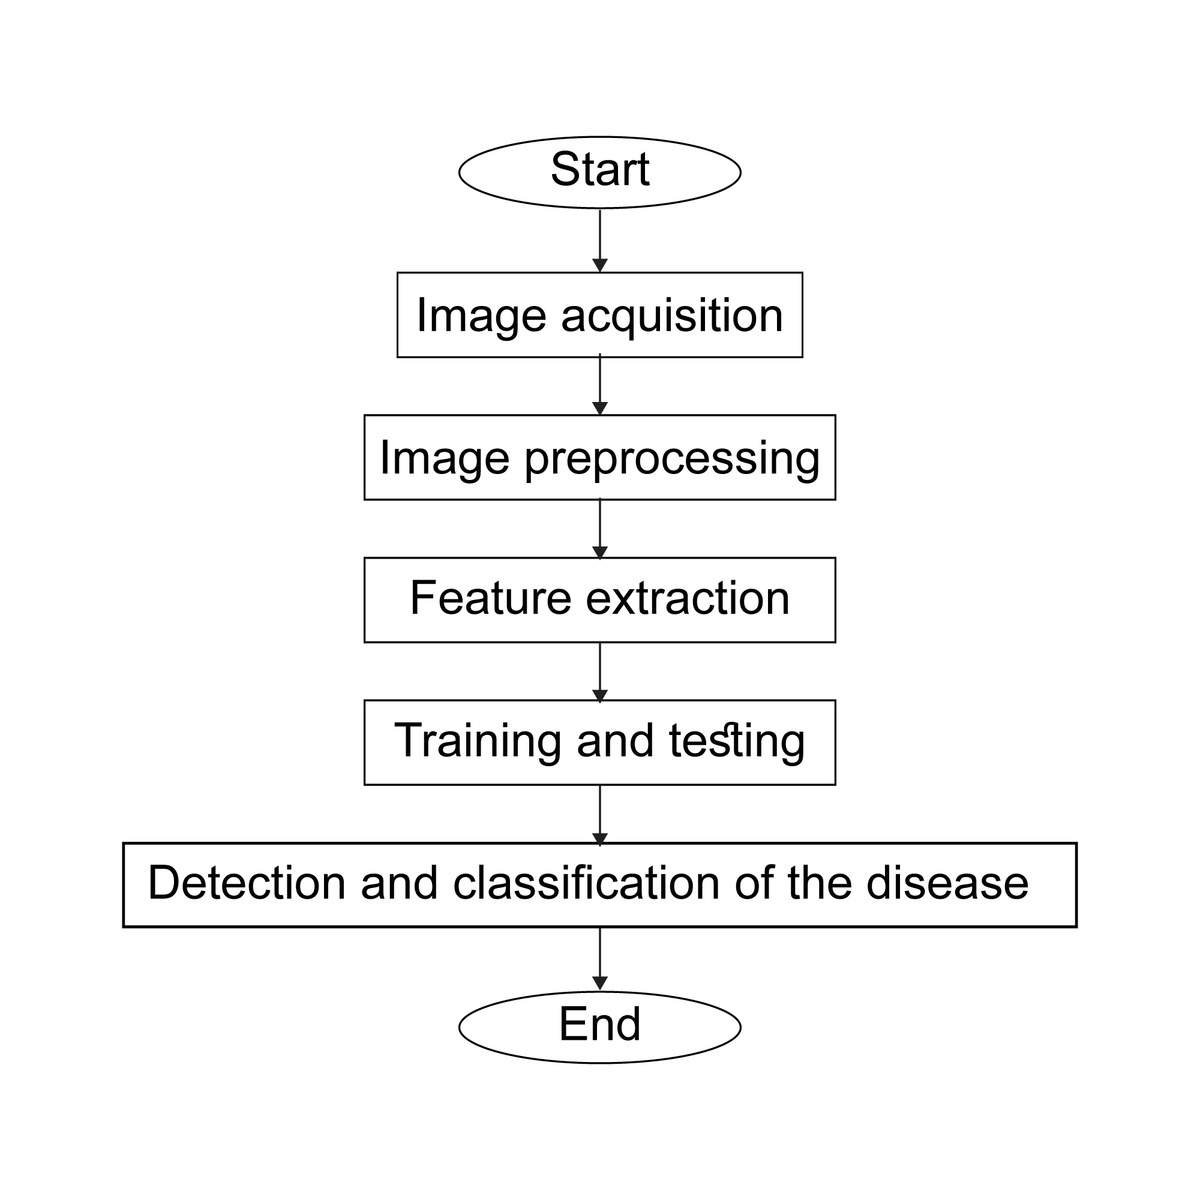 Start
Image acquisition
Image preprocessing
Feature extraction
Training and testing
Detection and classification of the disease
End